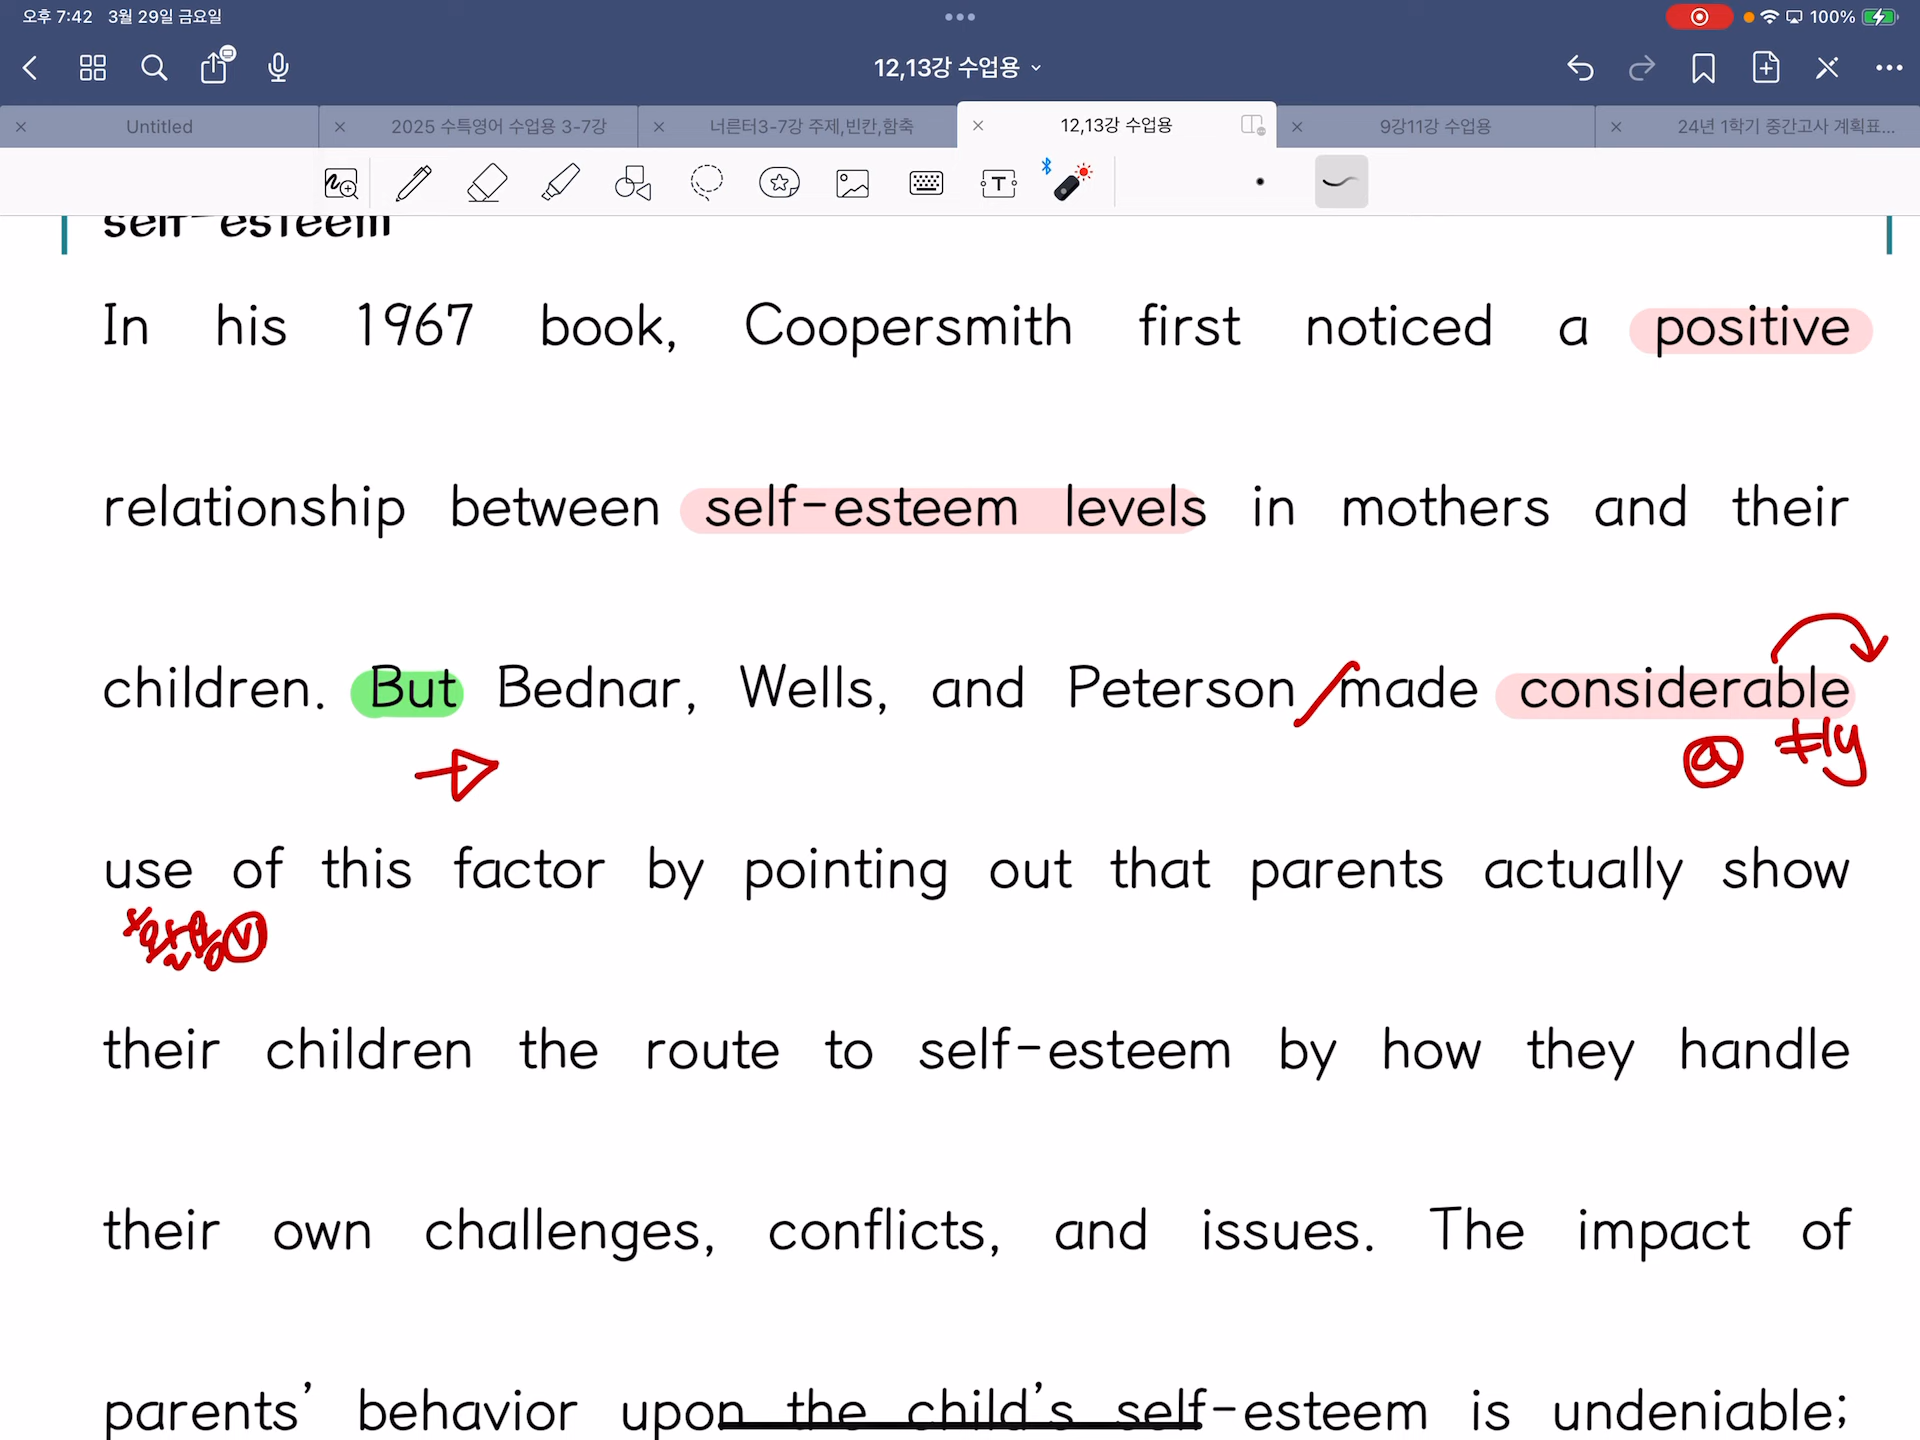 오후 7:42 3월 29일 금요일
100%
12,13강 수업용
Untitled
2025 수특영어 수업용 3-7강
너른터3-7강 주제,빈칸,함축
12,13강 수업용
9강11강 수업용
24년 1학기 중간고사 계획표...
self-esteem
In his 1967 book, Coopersmith first noticed a positive
relationship between self-esteem levels in mothers and their
children. But Bednar, Wells, and Peterson made considerable
ⓐ ≠ly
use of this factor by pointing out that parents actually show
ⓥ
their children the route to self-esteem by how they handle
their own challenges, conflicts, and issues. The impact of
parents' behavior upon the child's self-esteem is undeniable;